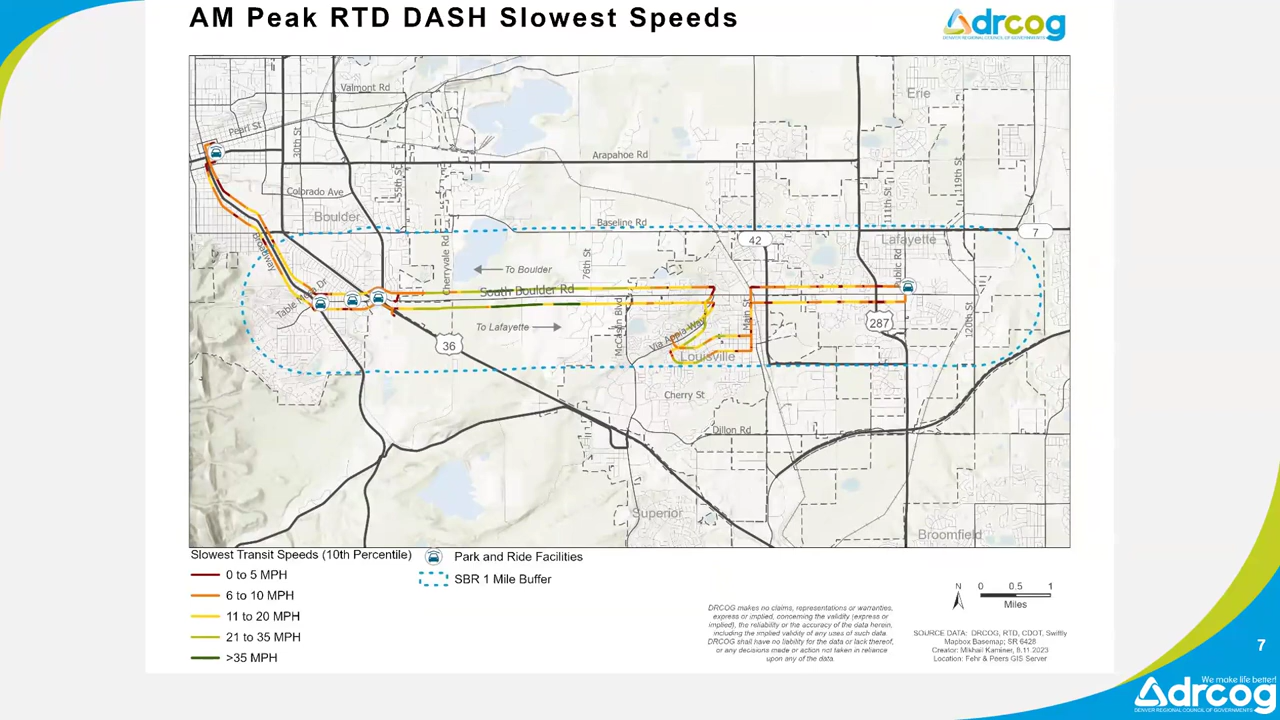 AM Peak RTD DASH Slowest Speeds
drcog
DENVER REGIONAL COUNCIL OF GOVERNMENTS
Valmont Rd
Erie
Pearl St
30th St
Arapahoe Rd
55th St
119th St
Colorado Ave
111th St
Boulder
Baseline Rd
7
42
Lafayette
Broadway
Cherryvale Rd
76th St
Public Rd
To Boulder
Table Mesa Dr
South Boulder Rd
To Lafayette
McCaslin Blvd
Via Appia Way
Main St
287
120th St
36
Louisville
Cherry St
Dillon Rd
Superior
Broomfield
Slowest Transit Speeds (10th Percentile)
0 to 5 MPH
6 to 10 MPH
11 to 20 MPH
21 to 35 MPH
>35 MPH
Park and Ride Facilities
SBR 1 Mile Buffer
N
0 0.5 1
Miles
DRCOG makes no claims, representations or warranties,
express or implied, concerning the validity (express or
implied), the reliability or the accuracy of the data herein,
including the implied validity of any uses of such data.
DRCOG shall have no liability for the data or lack thereof,
or any decisions made or action not taken in reliance
upon any of the data.
SOURCE DATA; DRCOG, RTD, CDOT, Swiftly
Mapbox Basemap; SR 6428
Creator: Mikhail Kaminer, 8.11.2023
Location: Fehr & Peers GIS Server
7
We make life better!
drcog
DENVER REGIONAL COUNCIL OF GOVERNMENTS